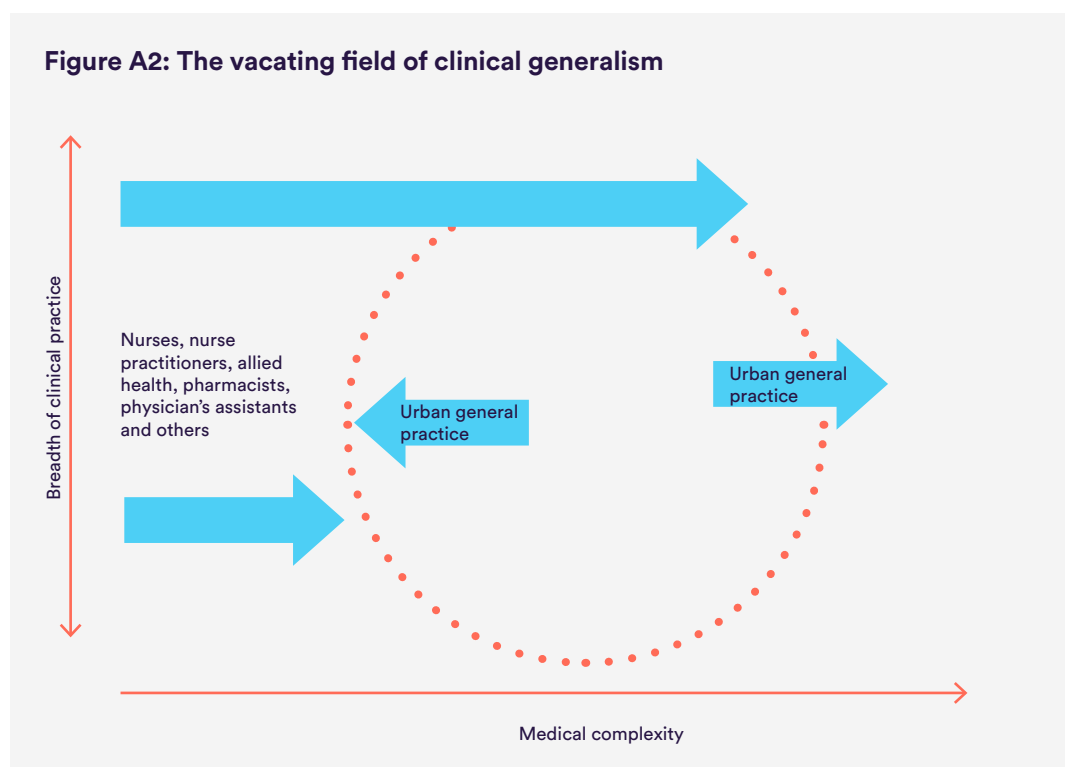 Figure A2: The vacating field of clinical generalism
Breadth of clinical practice
Nurses, nurse
practitioners, allied
health, pharmacists,
physician's assistants
and others
Urban general
practice
Urban general
practice
Medical complexity